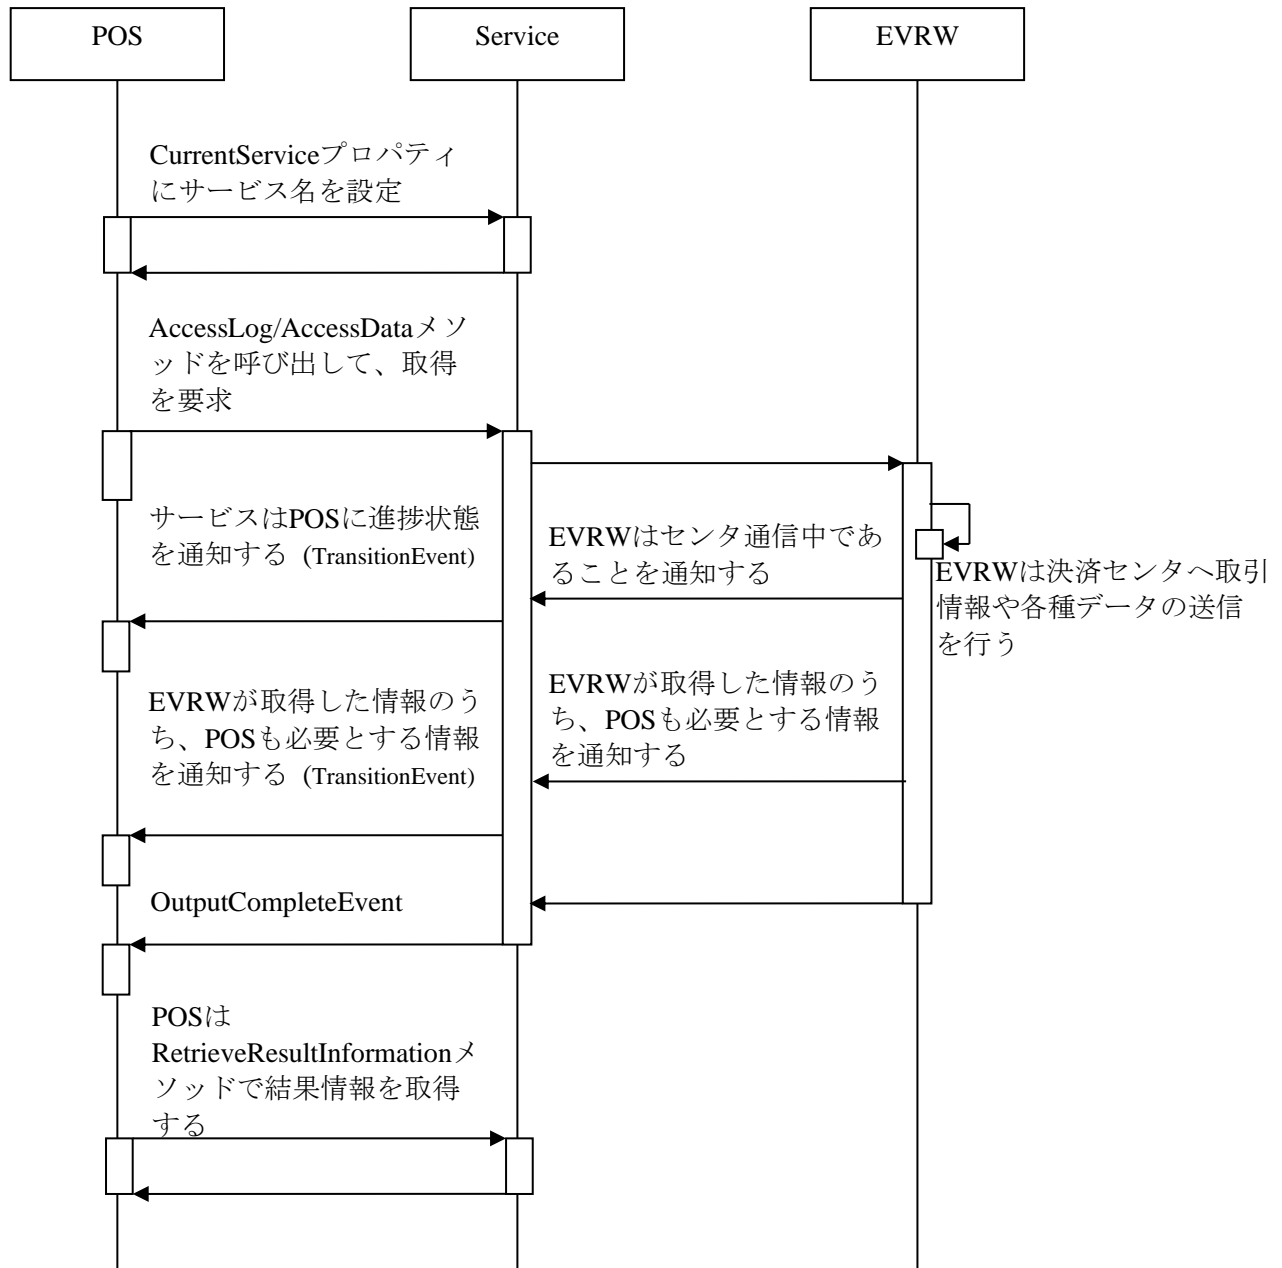 POS
Service
EVRW
CurrentServiceプロパティ
にサービス名を設定
AccessLog/AccessDataメソ
ッドを呼び出して、取得
を要求
サービスはPOSに進捗状態
を通知する (TransitionEvent)
EVRWはセンタ通信中であ
ることを通知する
EVRWは決済センタへ取引
情報や各種データの送信
を行う
EVRWが取得した情報のう
ち、POSも必要とする情報
を通知する
EVRWが取得した情報のう
ち、POSも必要とする情報
を通知する (TransitionEvent)
OutputCompleteEvent
POSは
RetrieveResultInformationメ
ソッドで結果情報を取得
する